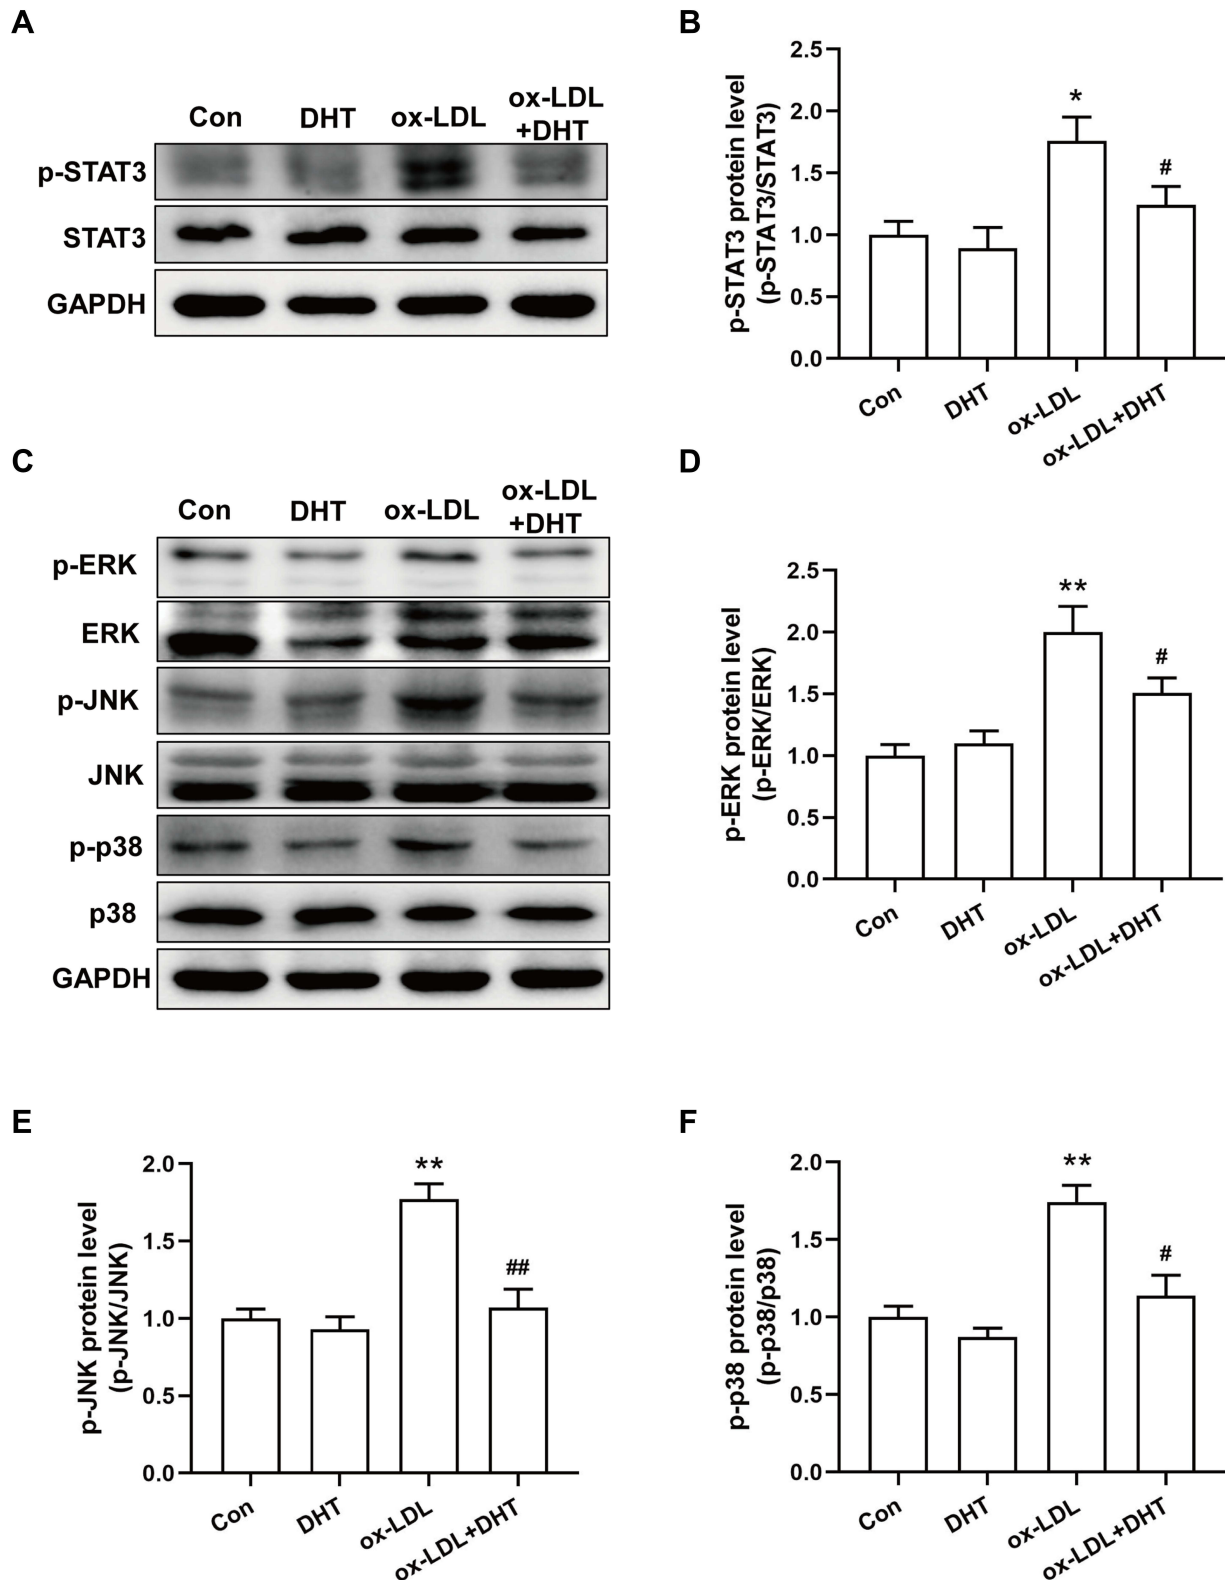 A
Con
DHT
ox-LDL
ox-LDL
+DHT
p-STAT3
STAT3
GAPDH
B
p-STAT3 protein level
(p-STAT3/STAT3)
2.5
2.0
1.5
1.0
0.5
0.0
*
#
Con
DHT
ox-LDL
ox-LDL+DHT
C
Con
DHT
ox-LDL
ox-LDL
+DHT
p-ERK
ERK
p-JNK
JNK
p-p38
p38
GAPDH
D
p-ERK protein level
(p-ERK/ERK)
2.5
2.0
1.5
1.0
0.5
0.0
**
#
Con
DHT
ox-LDL
ox-LDL+DHT
E
p-JNK protein level
(p-JNK/JNK)
2.0
1.5
1.0
0.5
0.0
**
##
Con
DHT
ox-LDL
ox-LDL+DHT
F
p-p38 protein level
(p-p38/p38)
2.0
1.5
1.0
0.5
0.0
**
#
Con
DHT
ox-LDL
ox-LDL+DHT